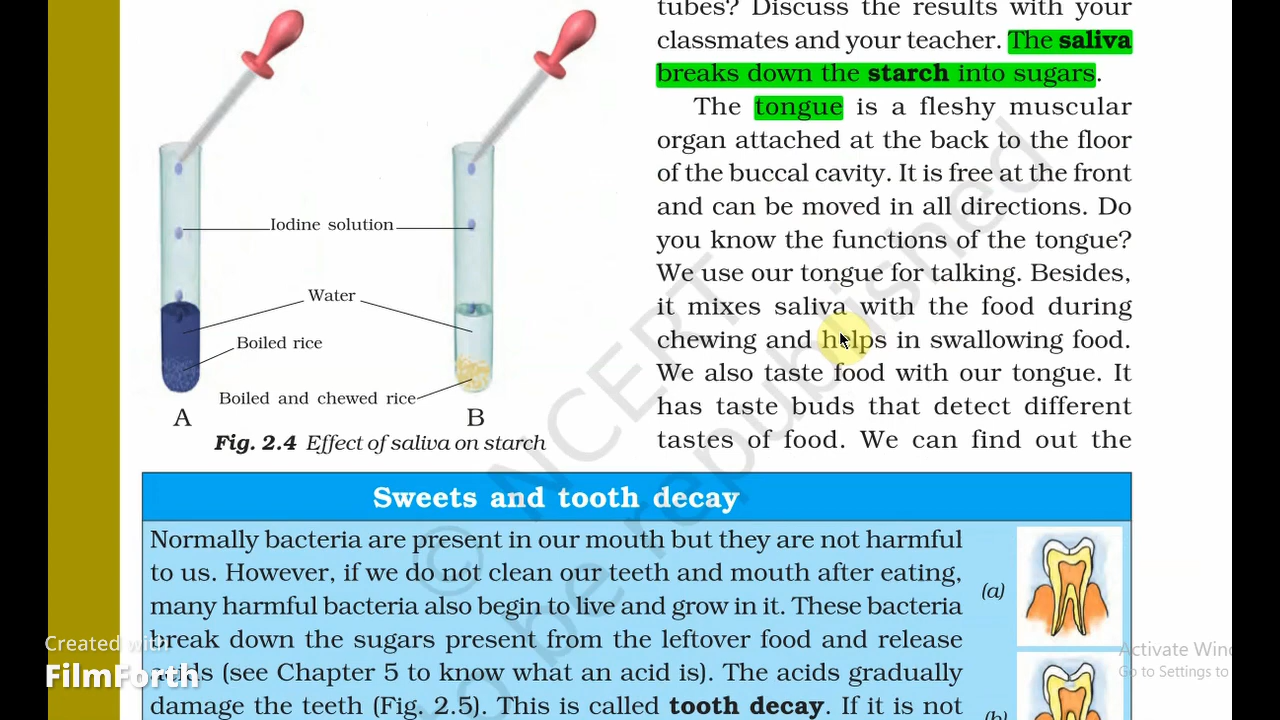 Iodine solution
Water
Boiled rice
Boiled and chewed rice
A
B
Fig. 2.4 Effect of saliva on starch
tubes? Discuss the results with your
classmates and your teacher. The saliva
breaks down the starch into sugars.
The tongue is a fleshy muscular
organ attached at the back to the floor
of the buccal cavity. It is free at the front
and can be moved in all directions. Do
you know the functions of the tongue?
We use our tongue for talking. Besides,
it mixes saliva with the food during
chewing and helps in swallowing food.
We also taste food with our tongue. It
has taste buds that detect different
tastes of food. We can find out the
Sweets and tooth decay
Normally bacteria are present in our mouth but they are not harmful
to us. However, if we do not clean our teeth and mouth after eating,
many harmful bacteria also begin to live and grow in it. These bacteria
break down the sugars present from the leftover food and release
acids (see Chapter 5 to know what an acid is). The acids gradually
damage the teeth (Fig. 2.5). This is called tooth decay. If it is not
(a)
(b)
© NCERT
be republished
Created with
FilmForth
Activate Wind
Go to Settings to